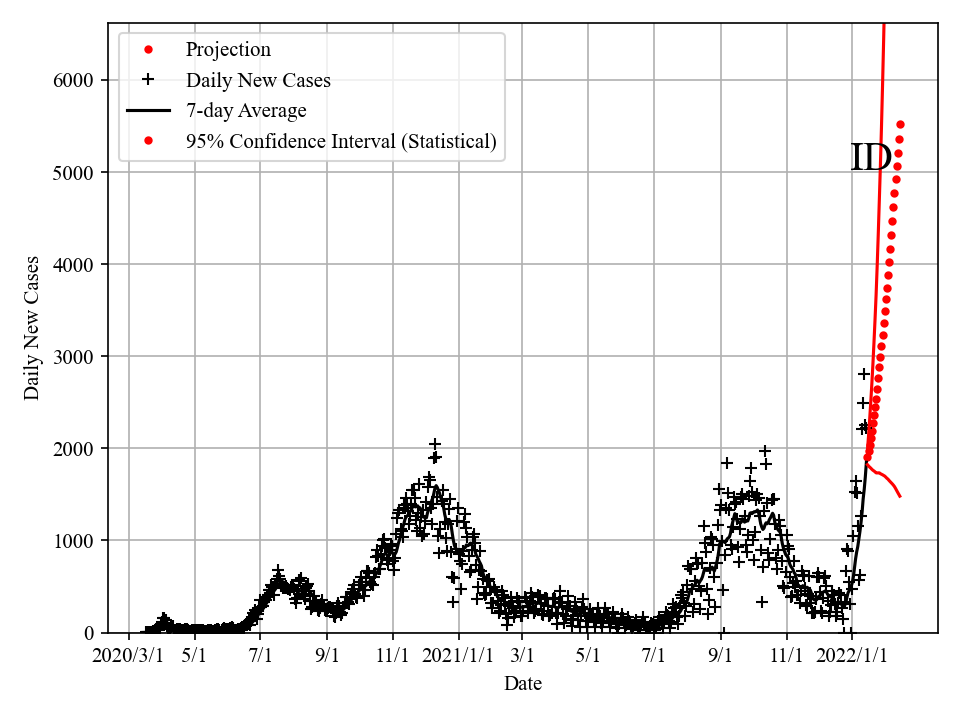 Projection
Daily New Cases
7-day Average
95% Confidence Interval (Statistical)
ID
Daily New Cases
6000
5000
4000
3000
2000
1000
0
2020/3/1 5/1 7/1 9/1 11/1 2021/1/1 3/1 5/1 7/1 9/1 11/1 2022/1/1
Date